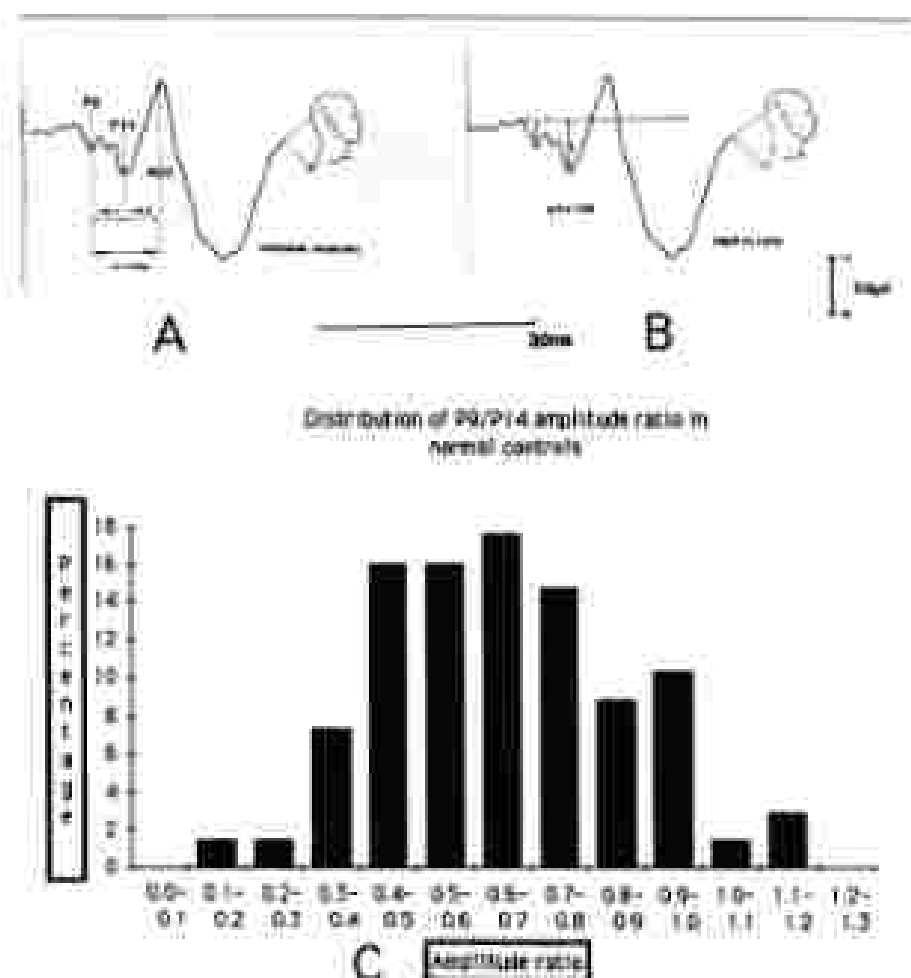 P9
P14
A
30ms
B
Distribution of P9/P14 amplitude ratio in
normal controls
Percentage
18
16
14
12
10
8
6
4
2
0
0.0- 0.1- 0.2- 0.3- 0.4- 0.5- 0.6- 0.7- 0.8- 0.9- 1.0- 1.1- 1.2-
0.1 0.2 0.3 0.4 0.5 0.6 0.7 0.8 0.9 1.0 1.1 1.2 1.3
C Amplitude ratio